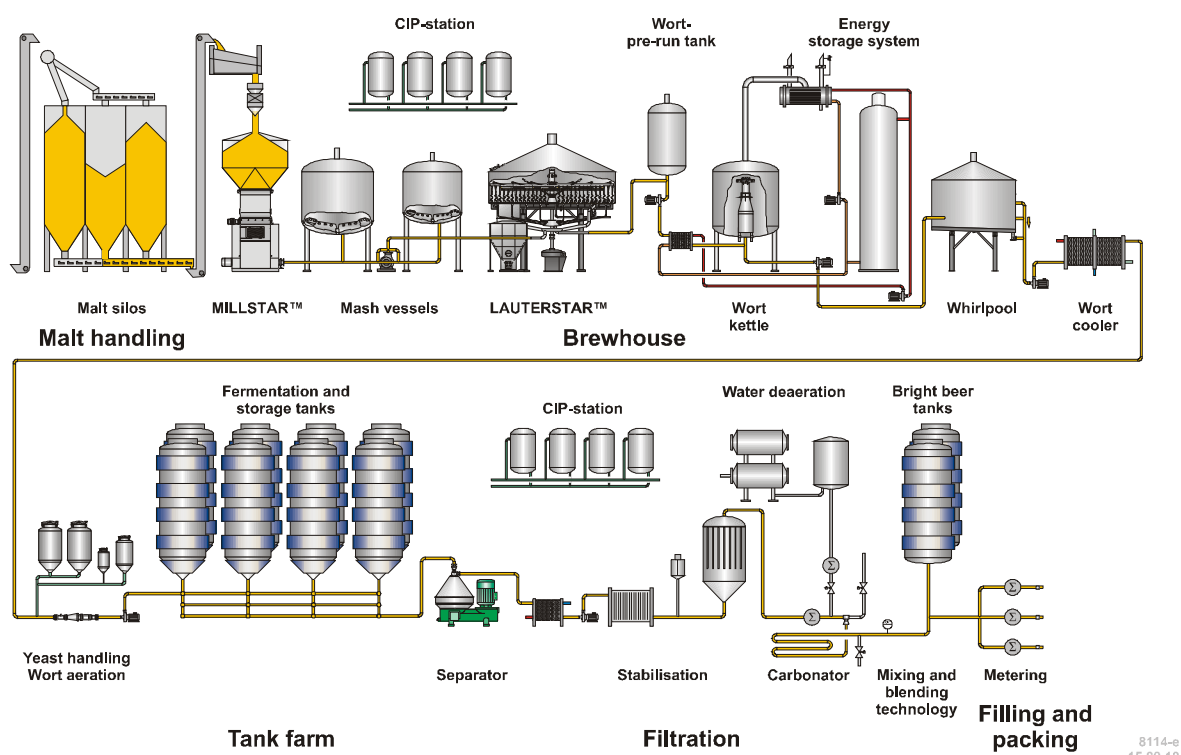 CIP-station
Wort-
pre-run tank
Energy
storage system
Malt silos
MILLSTAR™
Mash vessels
LAUTERSTAR™
Wort
kettle
Whirlpool
Wort
cooler
Malt handling
Brewhouse
Fermentation and
storage tanks
CIP-station
Water deaeration
Bright beer
tanks
Σ
Σ
Σ
Σ
Σ
Yeast handling
Wort aeration
Separator
Stabilisation
Carbonator
Mixing and
blending
technology
Metering
Tank farm
Filtration
Filling and
packing
8114-e